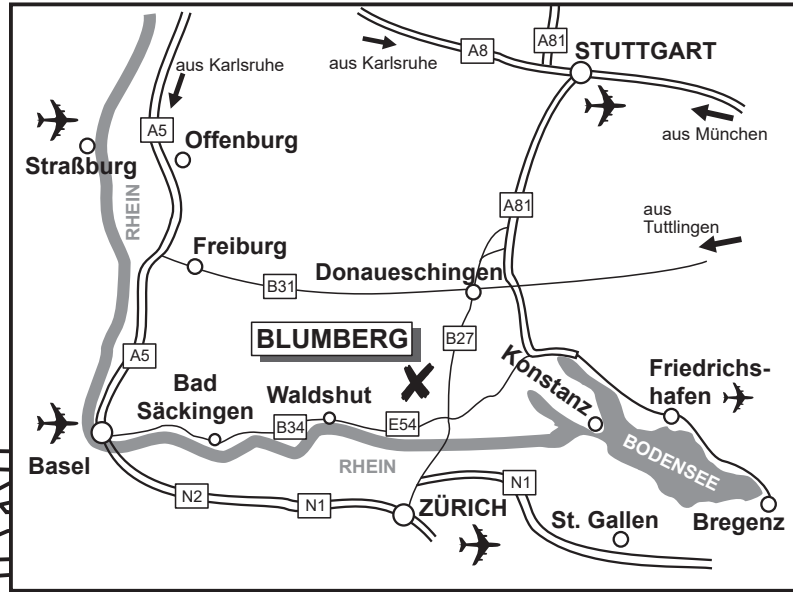 A81
STUTTGART
A8
aus Karlsruhe
aus Karlsruhe
aus München
A5
Offenburg
Straßburg
RHEIN
A81
aus
Tuttlingen
Freiburg
Donaueschingen
B31
BLUMBERG
B27
A5
Konstanz
Friedrichs-
hafen
Bad
Säckingen
Waldshut
B34
E54
BODENSEE
Basel
RHEIN
N2
N1
ZÜRICH
N1
St. Gallen
Bregenz